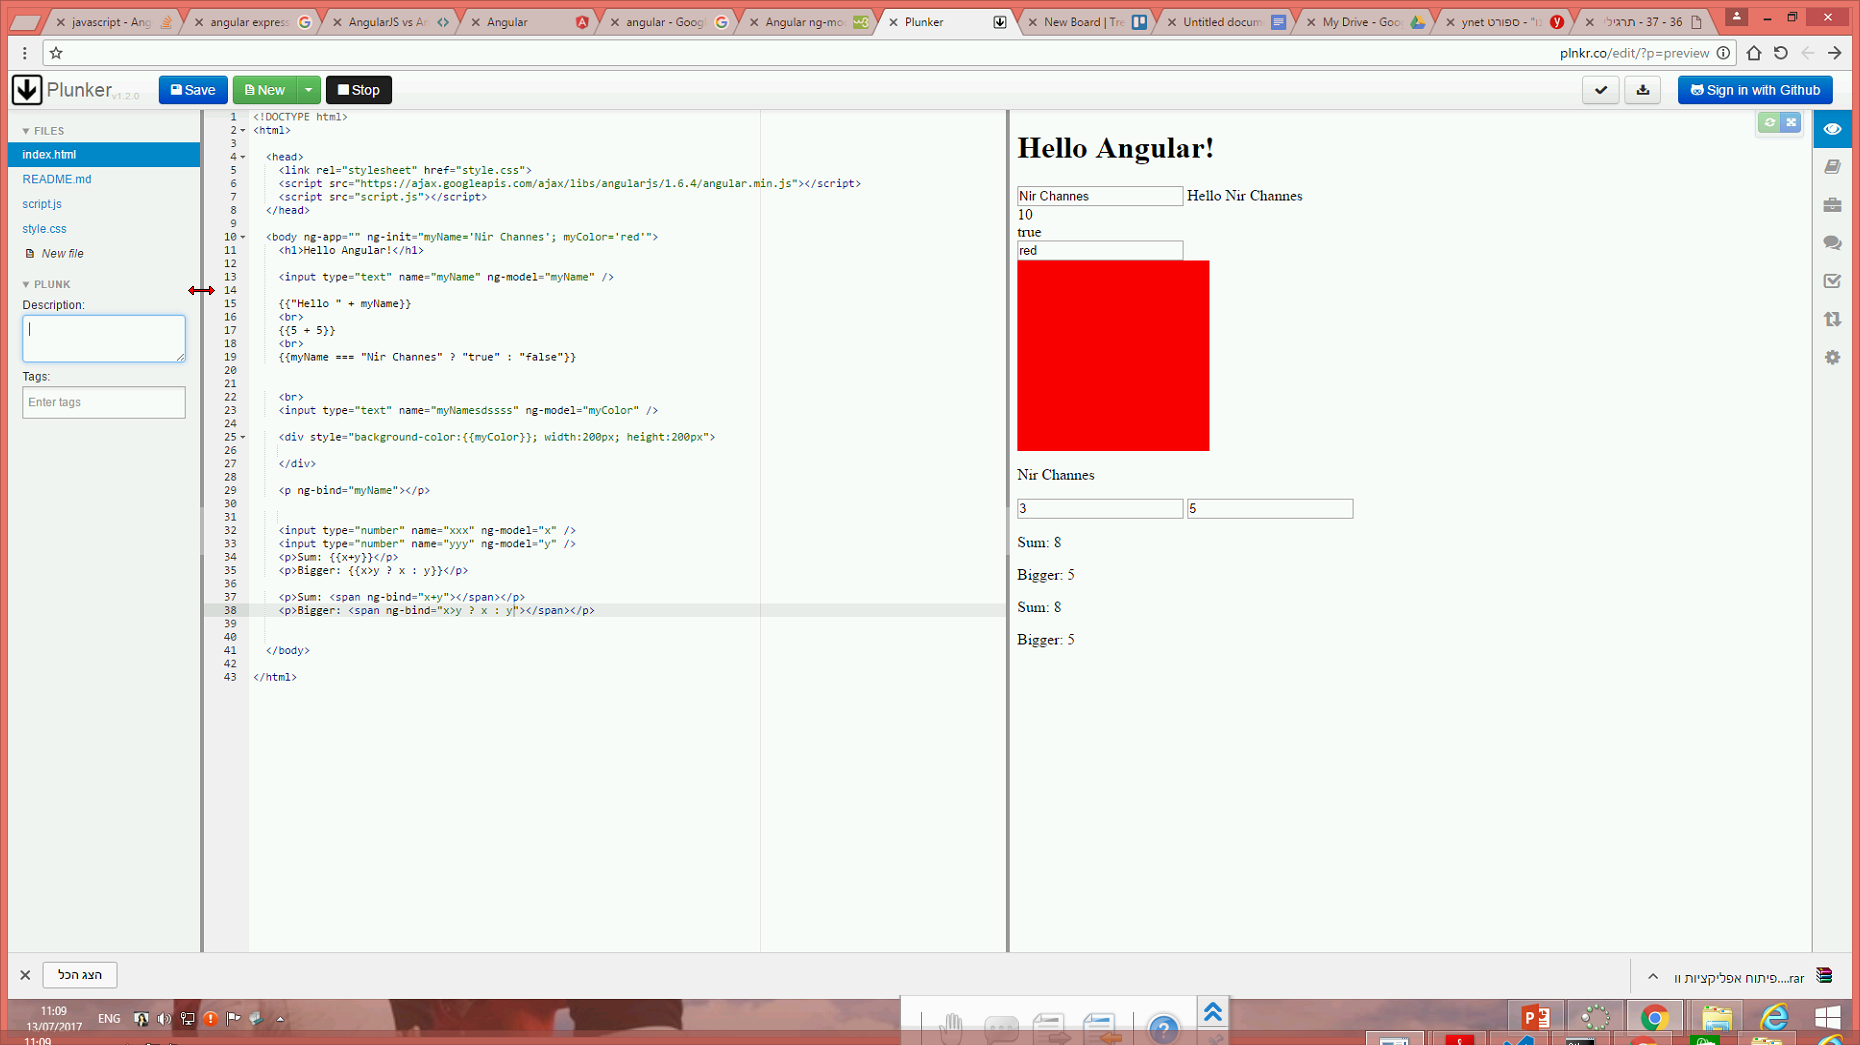 javascript - Ang
angular express
AngularJS vs An
Angular
angular - Goog
Angular ng-mo
Plunker
New Board | Tre
Untitled docum
My Drive - Goo
ynet ספורט - "נו
36 - 37 - תרגילי
plnkr.co/edit/?p=preview
Plunker v1.2.0
Save
New
Stop
Sign in with Github
FILES
index.html
README.md
script.js
style.css
New file
PLUNK
Description:
Tags:
Enter tags
1 <!DOCTYPE html>
2 <html>
3
4 <head>
5 <link rel="stylesheet" href="style.css">
6 <script src="https://ajax.googleapis.com/ajax/libs/angularjs/1.6.4/angular.min.js"></script>
7 <script src="script.js"></script>
8 </head>
9
10 <body ng-app="" ng-init="myName='Nir Channes'; myColor='red'">
11 <h1>Hello Angular!</h1>
12
13 <input type="text" name="myName" ng-model="myName" />
14
15 {{"Hello " + myName}}
16 <br>
17 {{5 + 5}}
18 <br>
19 {{myName === "Nir Channes" ? "true" : "false"}}
20
21
22 <br>
23 <input type="text" name="myNamesdssss" ng-model="myColor" />
24
25 <div style="background-color:{{myColor}}; width:200px; height:200px">
26
27 </div>
28
29 <p ng-bind="myName"></p>
30
31
32 <input type="number" name="xxx" ng-model="x" />
33 <input type="number" name="yyy" ng-model="y" />
34 <p>Sum: {{x+y}}</p>
35 <p>Bigger: {{x>y ? x : y}}</p>
36
37 <p>Sum: <span ng-bind="x+y"></span></p>
38 <p>Bigger: <span ng-bind="x>y ? x : y"></span></p>
39
40
41 </body>
42
43 </html>
Hello Angular!
Nir Channes Hello Nir Channes
10
true
red
Nir Channes
3 5
Sum: 8
Bigger: 5
Sum: 8
Bigger: 5
הצג הכל
פיתוח אפליקציות וו....rar
11:09
13/07/2017
ENG
11:09